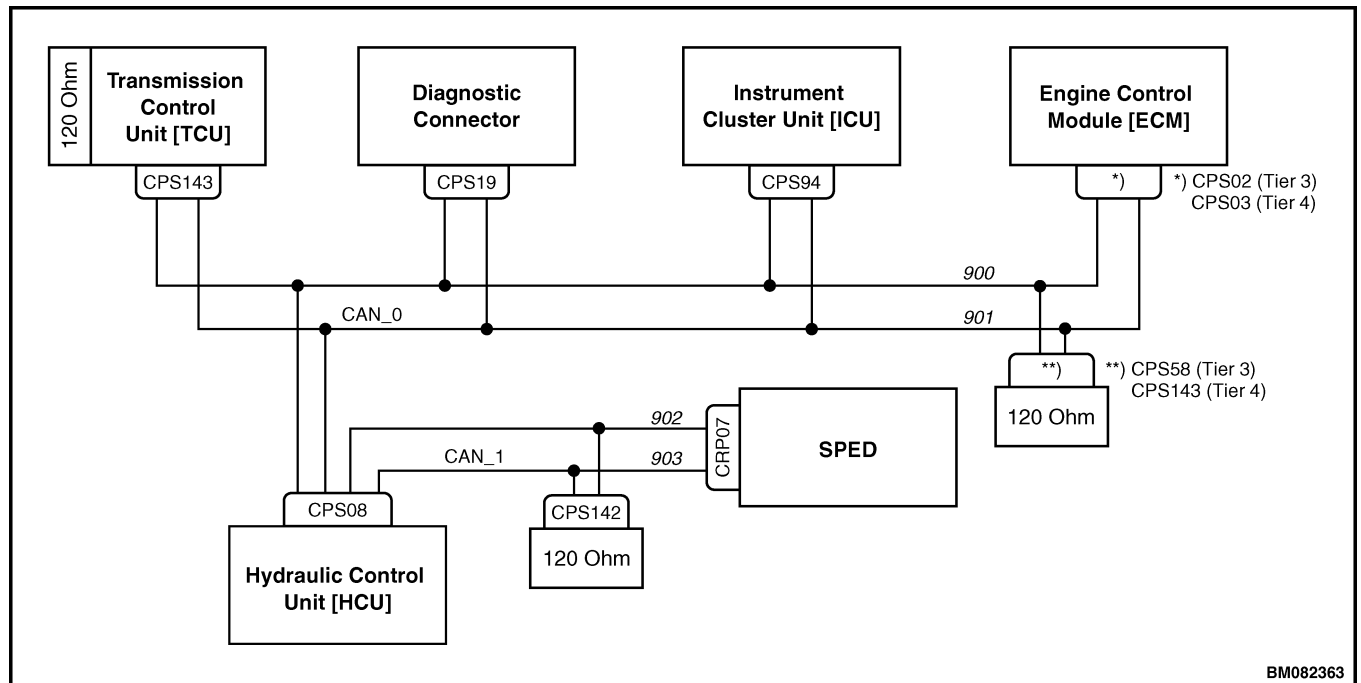 120 Ohm
Transmission
Control
Unit [TCU]
CPS143
Diagnostic
Connector
CPS19
Instrument
Cluster Unit [ICU]
CPS94
Engine Control
Module [ECM]
*)
*) CPS02 (Tier 3)
CPS03 (Tier 4)
900
CAN_0
901
**)
**) CPS58 (Tier 3)
CPS143 (Tier 4)
120 Ohm
902
CAN_1
903
CRP07
SPED
CPS08
Hydraulic Control
Unit [HCU]
CPS142
120 Ohm
BM082363